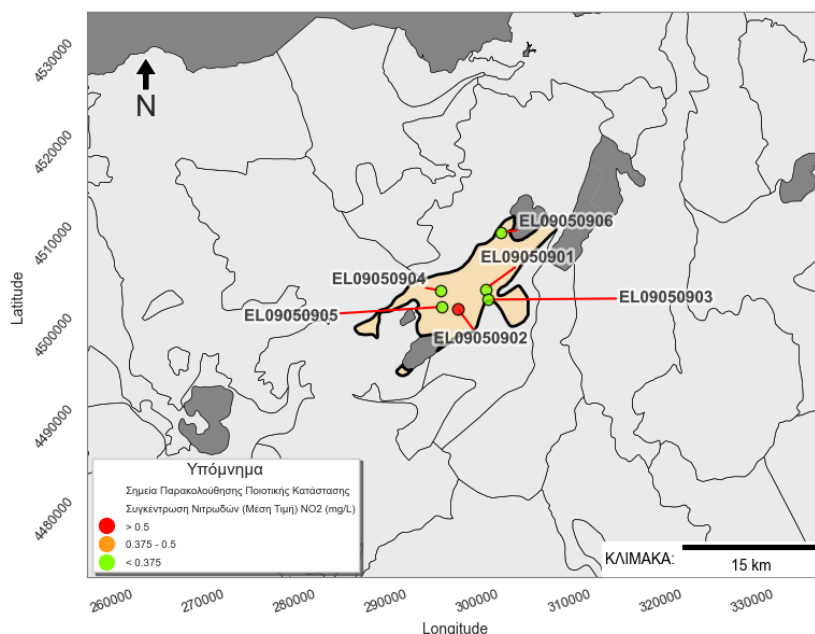 4530000
N
4520000
4510000
EL09050906
EL09050901
EL09050904
EL09050903
EL09050905
4500000
EL09050902
Latitude
4490000
4480000
Υπόμνημα
Σημεία Παρακολούθησης Ποιοτικής Κατάστασης
Συγκέντρωση Νιτρωδών (Μέση Τιμή) NO2 (mg/L)
> 0.5
0.375 - 0.5
< 0.375
ΚΛΙΜΑΚΑ:
15 km
260000
270000
280000
290000
300000
310000
320000
330000
Longitude